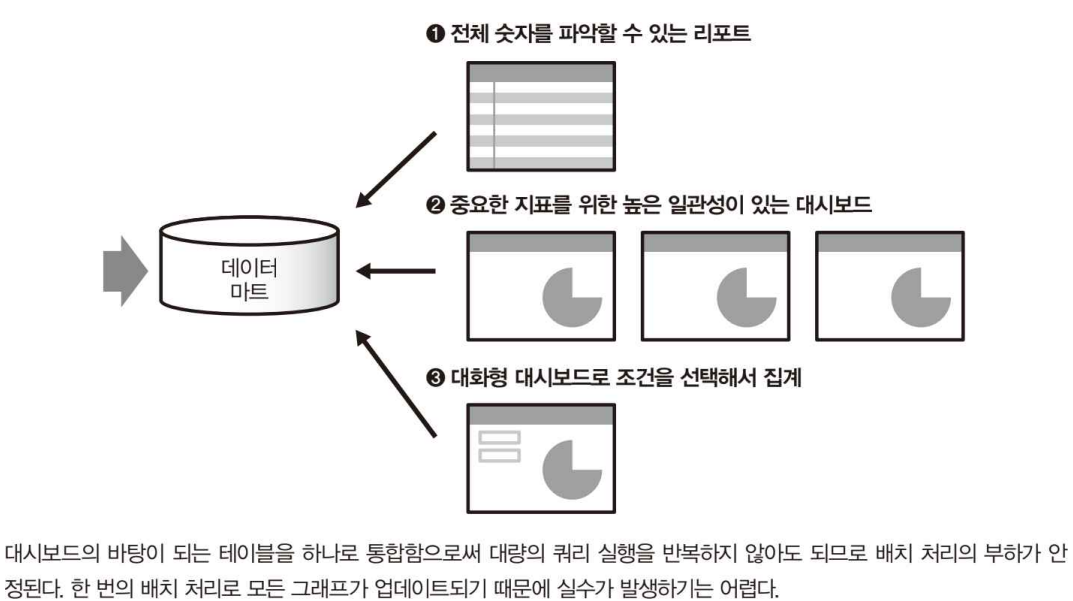 ❶ 전체 숫자를 파악할 수 있는 리포트
❷ 중요한 지표를 위한 높은 일관성이 있는 대시보드
데이터
마트
❸ 대화형 대시보드로 조건을 선택해서 집계
대시보드의 바탕이 되는 테이블을 하나로 통합함으로써 대량의 쿼리 실행을 반복하지 않아도 되므로 배치 처리의 부하가 안
정된다. 한 번의 배치 처리로 모든 그래프가 업데이트되기 때문에 실수가 발생하기는 어렵다.